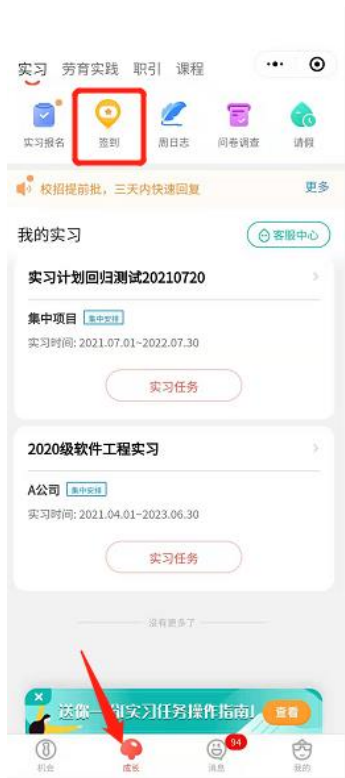 实习 劳育实践 职引 课程
实习报名 签到 周日志 问卷调查 请假
校招提前批，三天内快速回复 更多
我的实习 客服中心
实习计划回归测试20210720
集中项目 集中安排
实习时间: 2021.07.01~2022.07.30
实习任务
2020级软件工程实习
A公司 集中安排
实习时间: 2021.04.01~2023.06.30
实习任务
没有更多了
送你一份实习任务操作指南! 查看
94
机会 成长 消息 我的